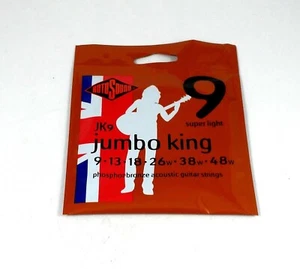 ROTOSOUND
9
super light
JK9
jumbo king
9-13-18-26w-38w-48w
phosphor bronze acoustic guitar strings